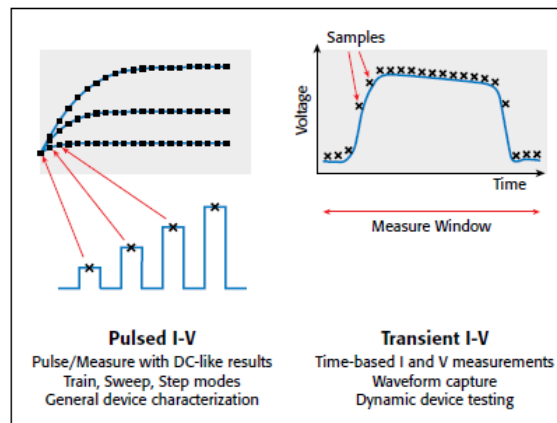 Samples
Voltage
Time
Measure Window
Pulsed I-V
Pulse/Measure with DC-like results
Train, Sweep, Step modes
General device characterization
Transient I-V
Time-based I and V measurements
Waveform capture
Dynamic device testing